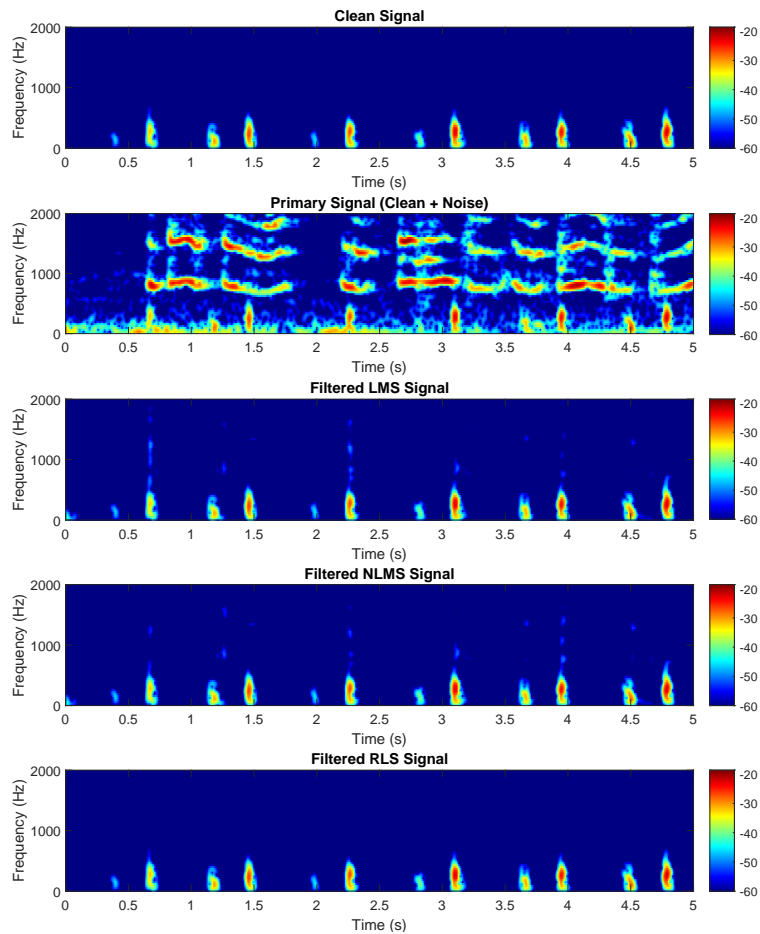 Clean Signal
2000
1000
0
Frequency (Hz)
0 0.5 1 1.5 2 2.5 3 3.5 4 4.5 5
Time (s)
-20
-30
-40
-50
-60
Primary Signal (Clean + Noise)
2000
1000
0
Frequency (Hz)
0 0.5 1 1.5 2 2.5 3 3.5 4 4.5 5
Time (s)
-20
-30
-40
-50
-60
Filtered LMS Signal
2000
1000
0
Frequency (Hz)
0 0.5 1 1.5 2 2.5 3 3.5 4 4.5 5
Time (s)
-20
-30
-40
-50
-60
Filtered NLMS Signal
2000
1000
0
Frequency (Hz)
0 0.5 1 1.5 2 2.5 3 3.5 4 4.5 5
Time (s)
-20
-30
-40
-50
-60
Filtered RLS Signal
2000
1000
0
Frequency (Hz)
0 0.5 1 1.5 2 2.5 3 3.5 4 4.5 5
Time (s)
-20
-30
-40
-50
-60